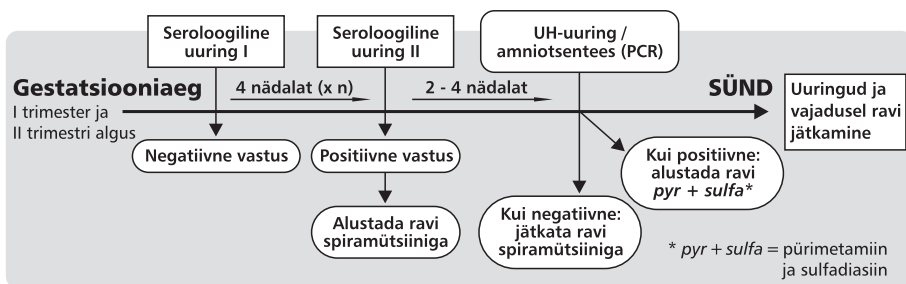 Seroloogiline
uuring I
Seroloogiline
uuring II
UH-uuring /
amniotsentees (PCR)
Gestatsiooniaeg
I trimester ja
II trimestri algus
4 nädalat (x n)
2 - 4 nädalat
SÜND
Uuringud ja
vajadusel ravi
jätkamine
Negatiivne vastus
Positiivne vastus
Kui positiivne:
alustada ravi
pyr + sulfa*
Alustada ravi
spiramütsiiniga
Kui negatiivne:
jätkata ravi
spiramütsiiniga
* pyr + sulfa = pürimetamiin
ja sulfadiasiin